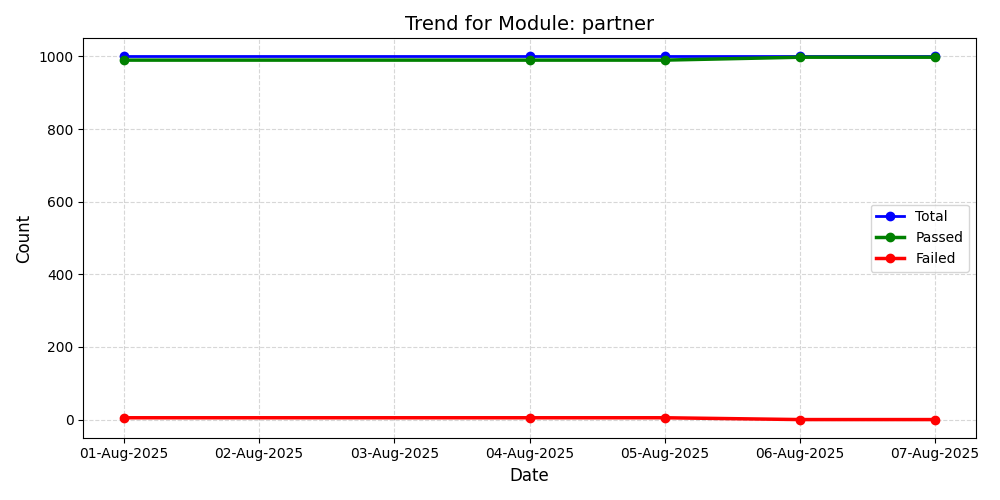 Trend for Module: partner
Count
1000
800
600
400
200
0
Total
Passed
Failed
01-Aug-2025
02-Aug-2025
03-Aug-2025
04-Aug-2025
05-Aug-2025
06-Aug-2025
07-Aug-2025
Date